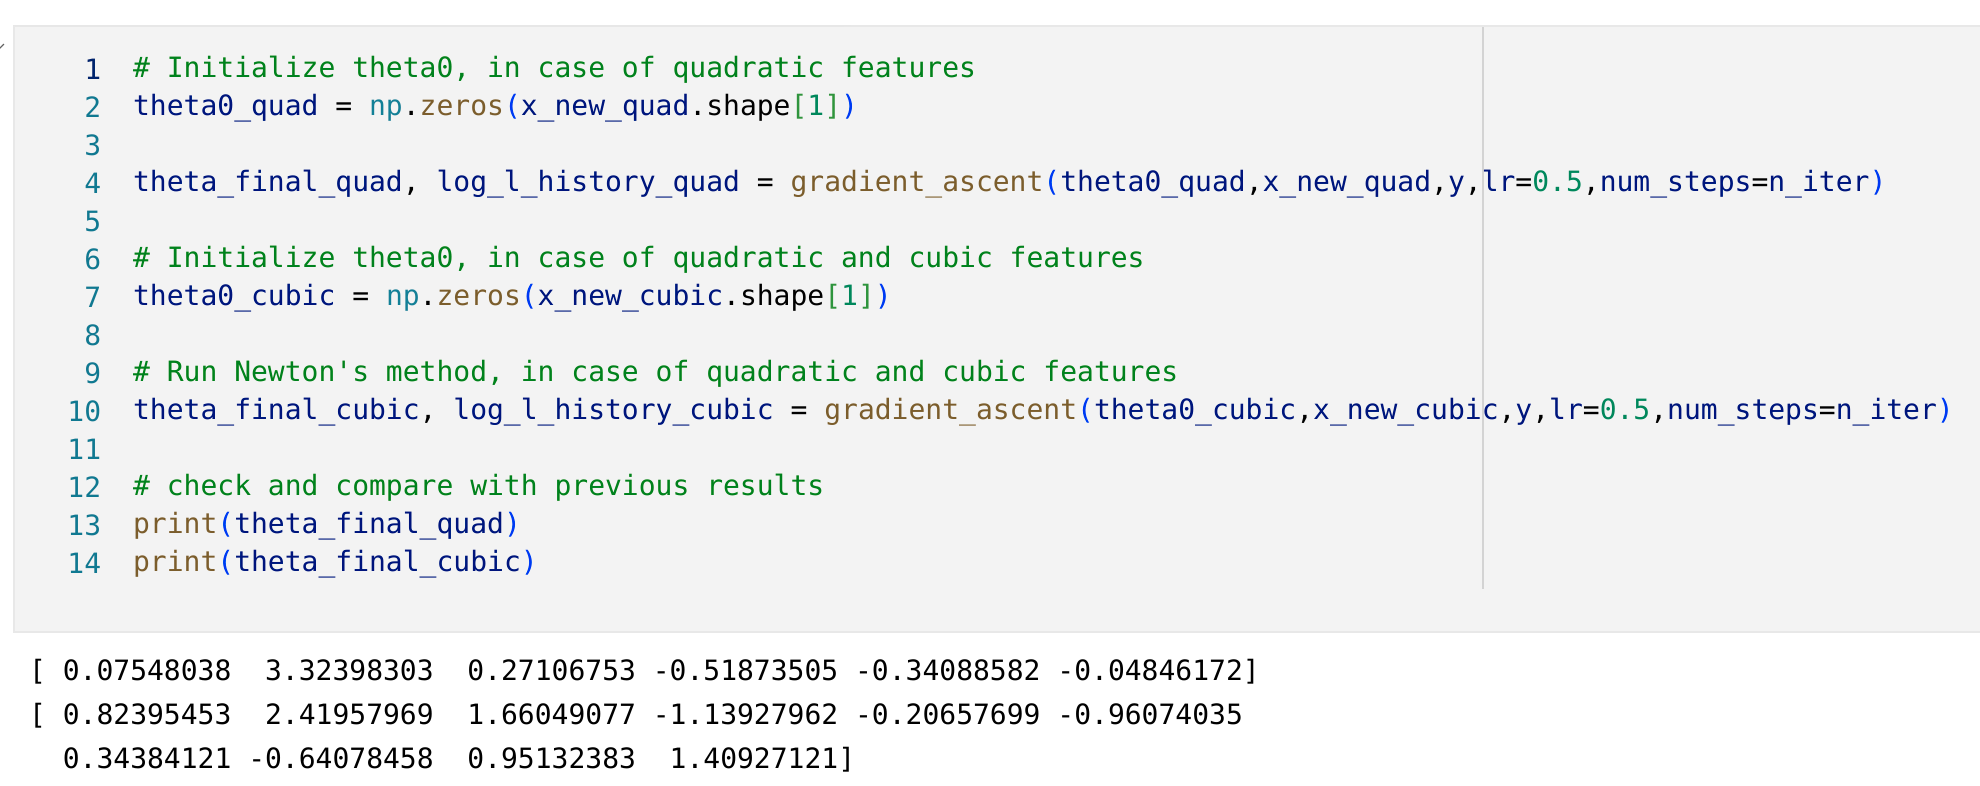 1 # Initialize theta0, in case of quadratic features
2 theta0_quad = np.zeros(x_new_quad.shape[1])
3
4 theta_final_quad, log_l_history_quad = gradient_ascent(theta0_quad,x_new_quad,y,lr=0.5,num_steps=n_iter)
5
6 # Initialize theta0, in case of quadratic and cubic features
7 theta0_cubic = np.zeros(x_new_cubic.shape[1])
8
9 # Run Newton's method, in case of quadratic and cubic features
10 theta_final_cubic, log_l_history_cubic = gradient_ascent(theta0_cubic,x_new_cubic,y,lr=0.5,num_steps=n_iter)
11
12 # check and compare with previous results
13 print(theta_final_quad)
14 print(theta_final_cubic)
[ 0.07548038  3.32398303  0.27106753 -0.51873505 -0.34088582 -0.04846172]
[ 0.82395453  2.41957969  1.66049077 -1.13927962 -0.20657699 -0.96074035
  0.34384121 -0.64078458  0.95132383  1.40927121]